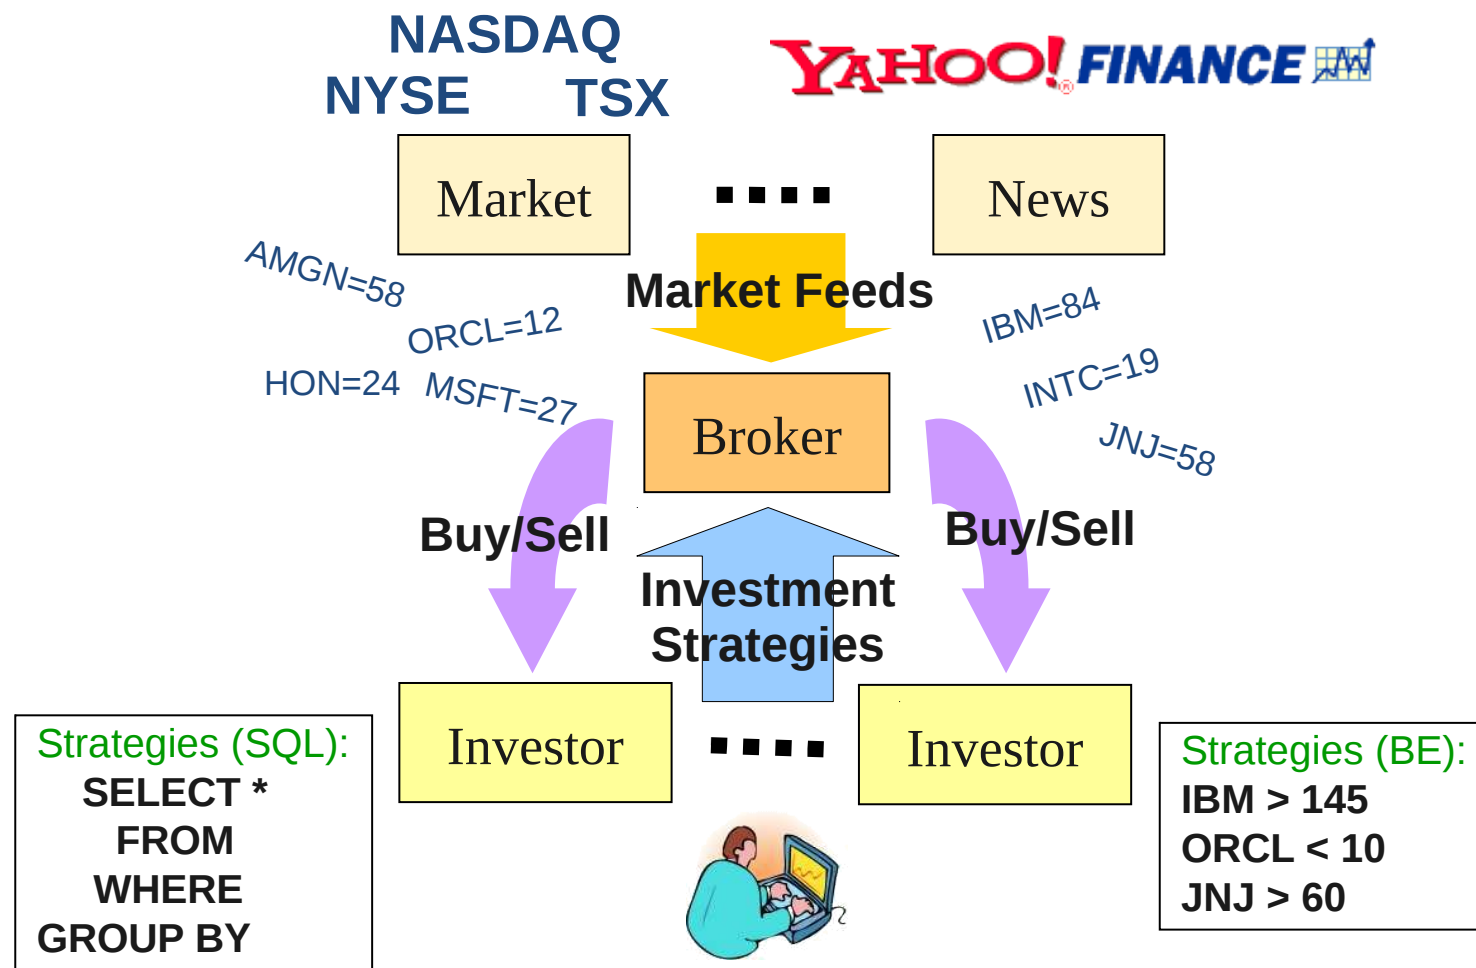 NASDAQ
NYSE TSX
YAHOO! FINANCE
Market
News
Market Feeds
AMGN=58
ORCL=12
HON=24
MSFT=27
IBM=84
INTC=19
JNJ=58
Broker
Buy/Sell
Buy/Sell
Investment
Strategies
Investor
Investor
Strategies (SQL):
SELECT *
FROM
WHERE
GROUP BY
Strategies (BE):
IBM > 145
ORCL < 10
JNJ > 60